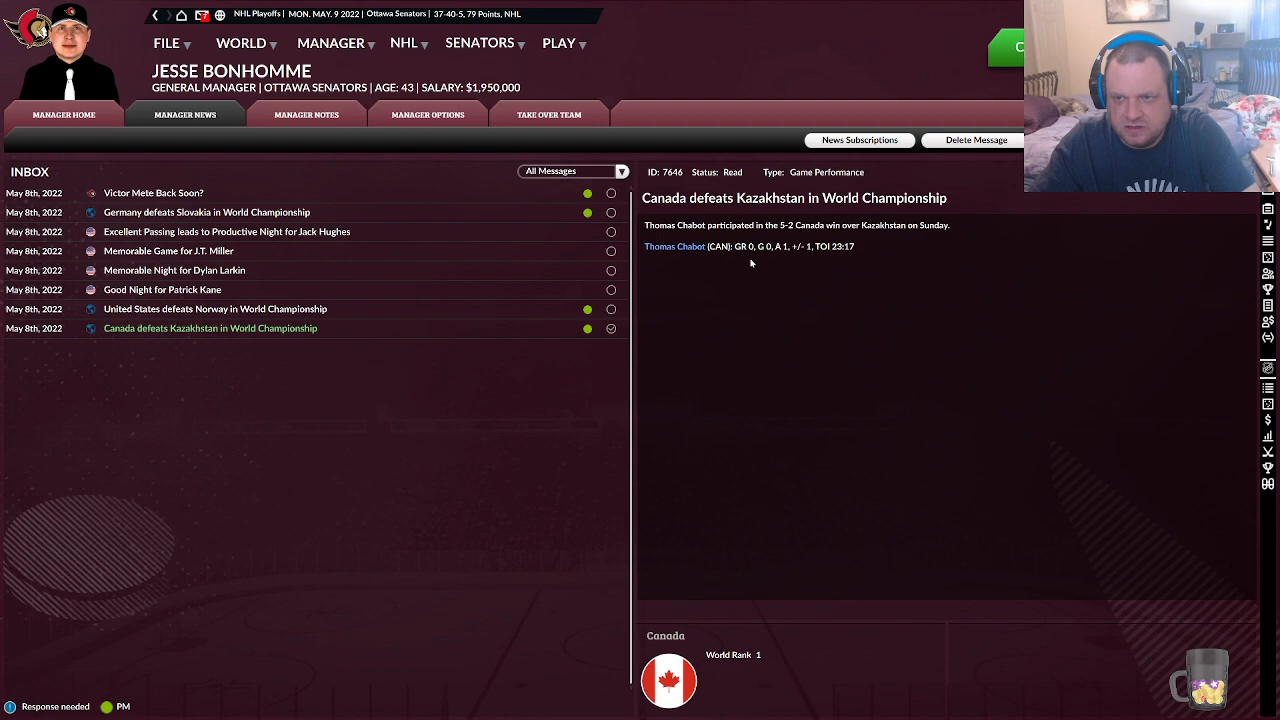 NHL Playoffs | MON. MAY. 9 2022 | Ottawa Senators | 37-40-5, 79 Points, NHL
FILE WORLD MANAGER NHL SENATORS PLAY
JESSE BONHOMME
GENERAL MANAGER | OTTAWA SENATORS | AGE: 43 | SALARY: $1,950,000
MANAGER HOME MANAGER NEWS MANAGER NOTES MANAGER OPTIONS TAKE OVER TEAM
News Subscriptions Delete Message
INBOX All Messages
May 8th, 2022 Victor Mete Back Soon?
May 8th, 2022 Germany defeats Slovakia in World Championship
May 8th, 2022 Excellent Passing leads to Productive Night for Jack Hughes
May 8th, 2022 Memorable Game for J.T. Miller
May 8th, 2022 Memorable Night for Dylan Larkin
May 8th, 2022 Good Night for Patrick Kane
May 8th, 2022 United States defeats Norway in World Championship
May 8th, 2022 Canada defeats Kazakhstan in World Championship
Response needed PM
ID: 7646 Status: Read Type: Game Performance
Canada defeats Kazakhstan in World Championship
Thomas Chabot participated in the 5-2 Canada win over Kazakhstan on Sunday.
Thomas Chabot (CAN): GR 0, G 0, A 1, +/- 1, TOI 23:17
Canada
World Rank 1